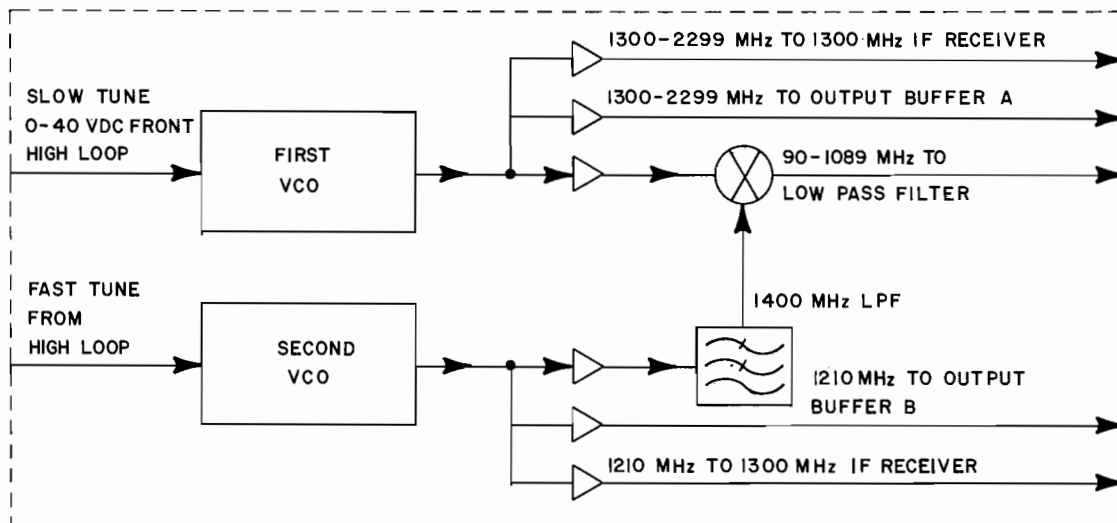 1300-2299 MHz TO 1300 MHz IF RECEIVER
SLOW TUNE
0-40 VDC FRONT
HIGH LOOP
1300-2299 MHz TO OUTPUT BUFFER A
FIRST
VCO
90-1089 MHz TO
LOW PASS FILTER
FAST TUNE
FROM
HIGH LOOP
1400 MHz LPF
SECOND
VCO
1210 MHz TO OUTPUT
BUFFER B
1210 MHz TO 1300 MHz IF RECEIVER